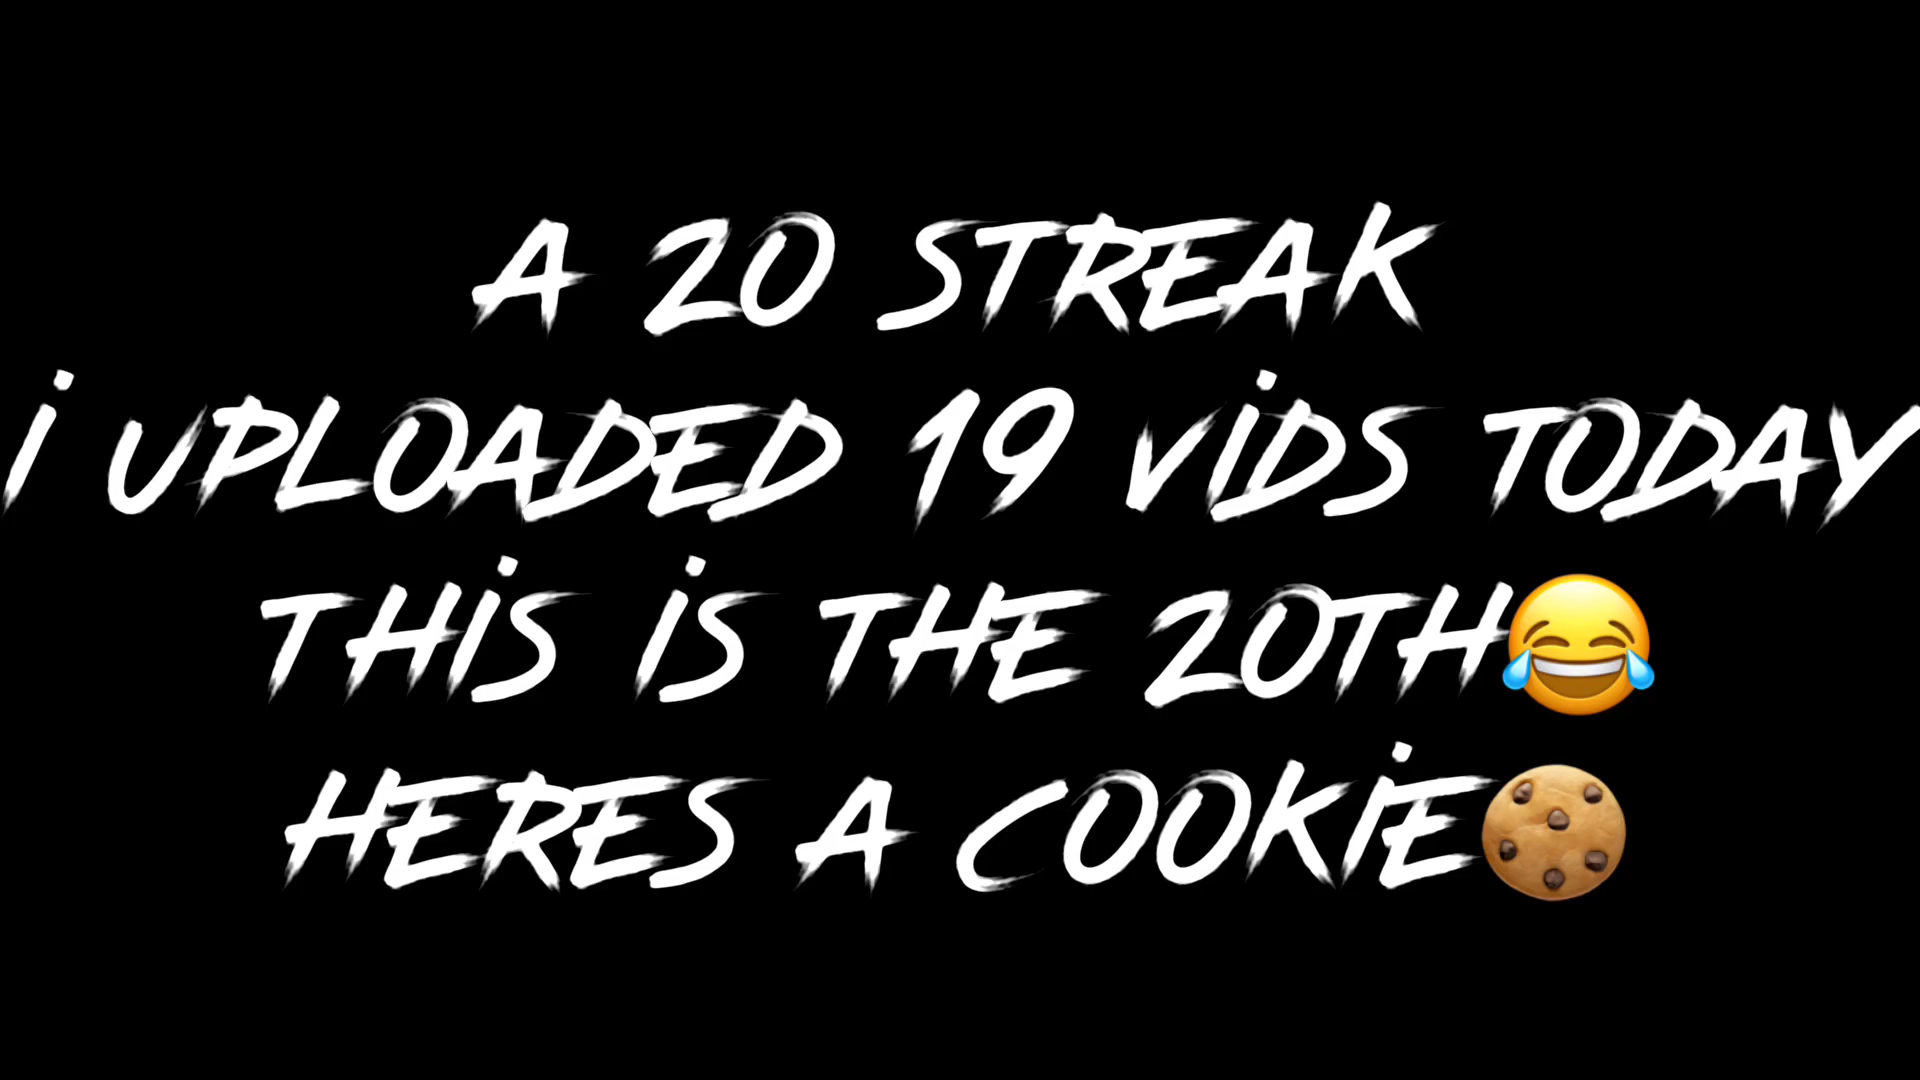 A 20 STREAK
i UPLOADED 19 ViDS TODAY
THiS iS THE 20TH😂
HERES A COOKiE🍪